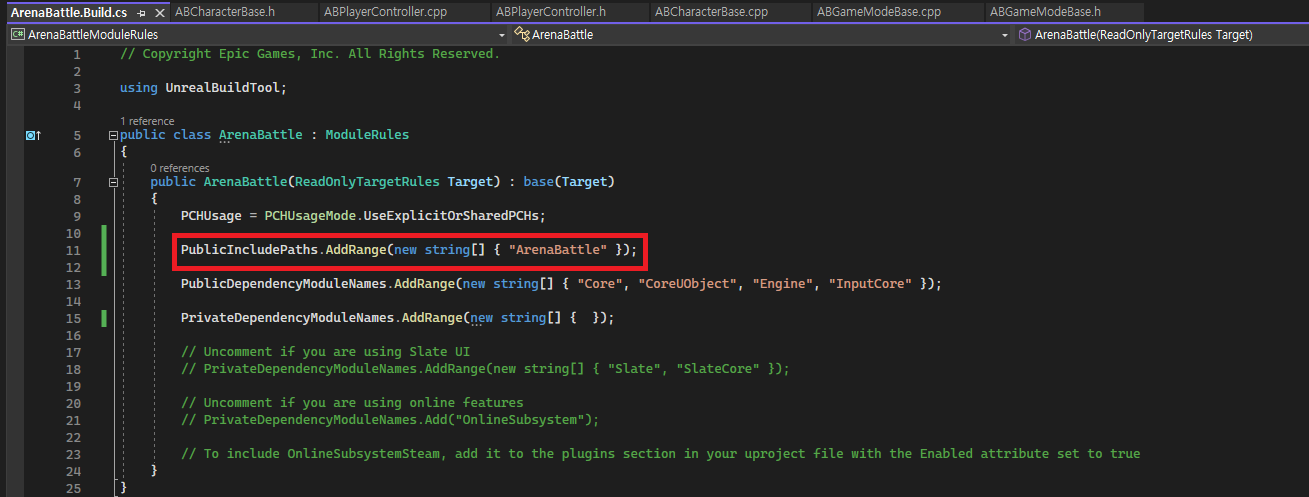 ArenaBattle.Build.cs ABCharacterBase.h ABPlayerController.cpp ABPlayerController.h ABCharacterBase.cpp ABGameModeBase.cpp ABGameModeBase.h
C# ArenaBattleModuleRules ArenaBattle ArenaBattle(ReadOnlyTargetRules Target)
1 // Copyright Epic Games, Inc. All Rights Reserved.
2
3 using UnrealBuildTool;
4
1 reference
5 public class ArenaBattle : ModuleRules
6 {
0 references
7 public ArenaBattle(ReadOnlyTargetRules Target) : base(Target)
8 {
9 PCHUsage = PCHUsageMode.UseExplicitOrSharedPCHs;
10
11 PublicIncludePaths.AddRange(new string[] { "ArenaBattle" });
12
13 PublicDependencyModuleNames.AddRange(new string[] { "Core", "CoreUObject", "Engine", "InputCore" });
14
15 PrivateDependencyModuleNames.AddRange(new string[] {  });
16
17 // Uncomment if you are using Slate UI
18 // PrivateDependencyModuleNames.AddRange(new string[] { "Slate", "SlateCore" });
19
20 // Uncomment if you are using online features
21 // PrivateDependencyModuleNames.Add("OnlineSubsystem");
22
23 // To include OnlineSubsystemSteam, add it to the plugins section in your uproject file with the Enabled attribute set to true
24 }
25 }